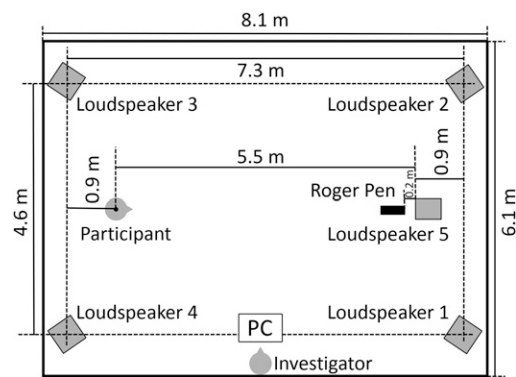 8.1 m
7.3 m
Loudspeaker 3
Loudspeaker 2
0.9 m
5.5 m
0.9 m
Roger Pen
0.2 m
4.6 m
6.1 m
Participant
Loudspeaker 5
Loudspeaker 4
PC
Loudspeaker 1
Investigator